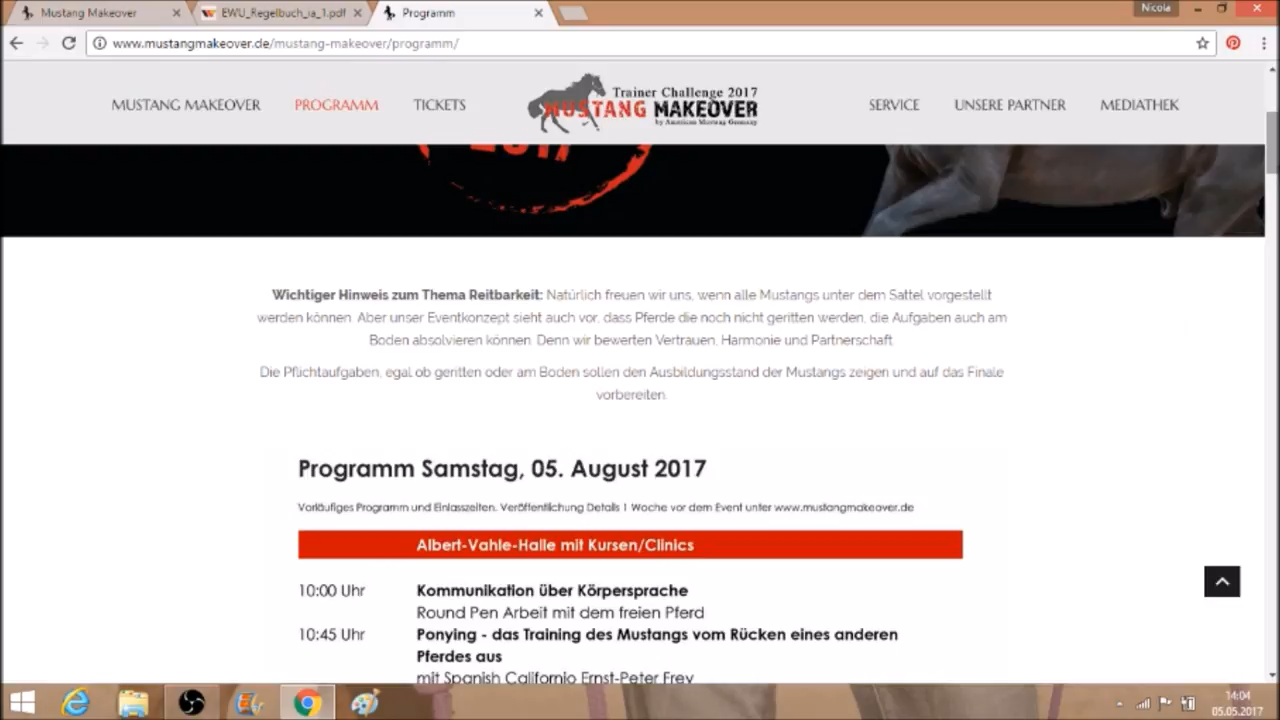 Mustang Makeover
EWU_Regelbuch_ia_1.pdf
Programm
Nicola
www.mustangmakeover.de/mustang-makeover/programm/
MUSTANG MAKEOVER
PROGRAMM
TICKETS
Trainer Challenge 2017
MUSTANG MAKEOVER
by American Mustang Germany
SERVICE
UNSERE PARTNER
MEDIATHEK
2017
Wichtiger Hinweis zum Thema Reitbarkeit: Natürlich freuen wir uns, wenn alle Mustangs unter dem Sattel vorgestellt
werden können. Aber unser Eventkonzept sieht auch vor, dass Pferde die noch nicht geritten werden, die Aufgaben auch am
Boden absolvieren können. Denn wir bewerten Vertrauen, Harmonie und Partnerschaft.
Die Pflichtaufgaben, egal ob geritten oder am Boden sollen den Ausbildungsstand der Mustangs zeigen und auf das Finale
vorbereiten.
Programm Samstag, 05. August 2017
Vorläufiges Programm und Einlasszeiten. Veröffentlichung Details 1 Woche vor dem Event unter www.mustangmakeover.de
Albert-Vahle-Halle mit Kursen/Clinics
10:00 Uhr Kommunikation über Körpersprache
Round Pen Arbeit mit dem freien Pferd
10:45 Uhr Ponying - das Training des Mustangs vom Rücken eines anderen
Pferdes aus
mit Spanish Californio Ernst-Peter Frey
14:04
05.05.2017